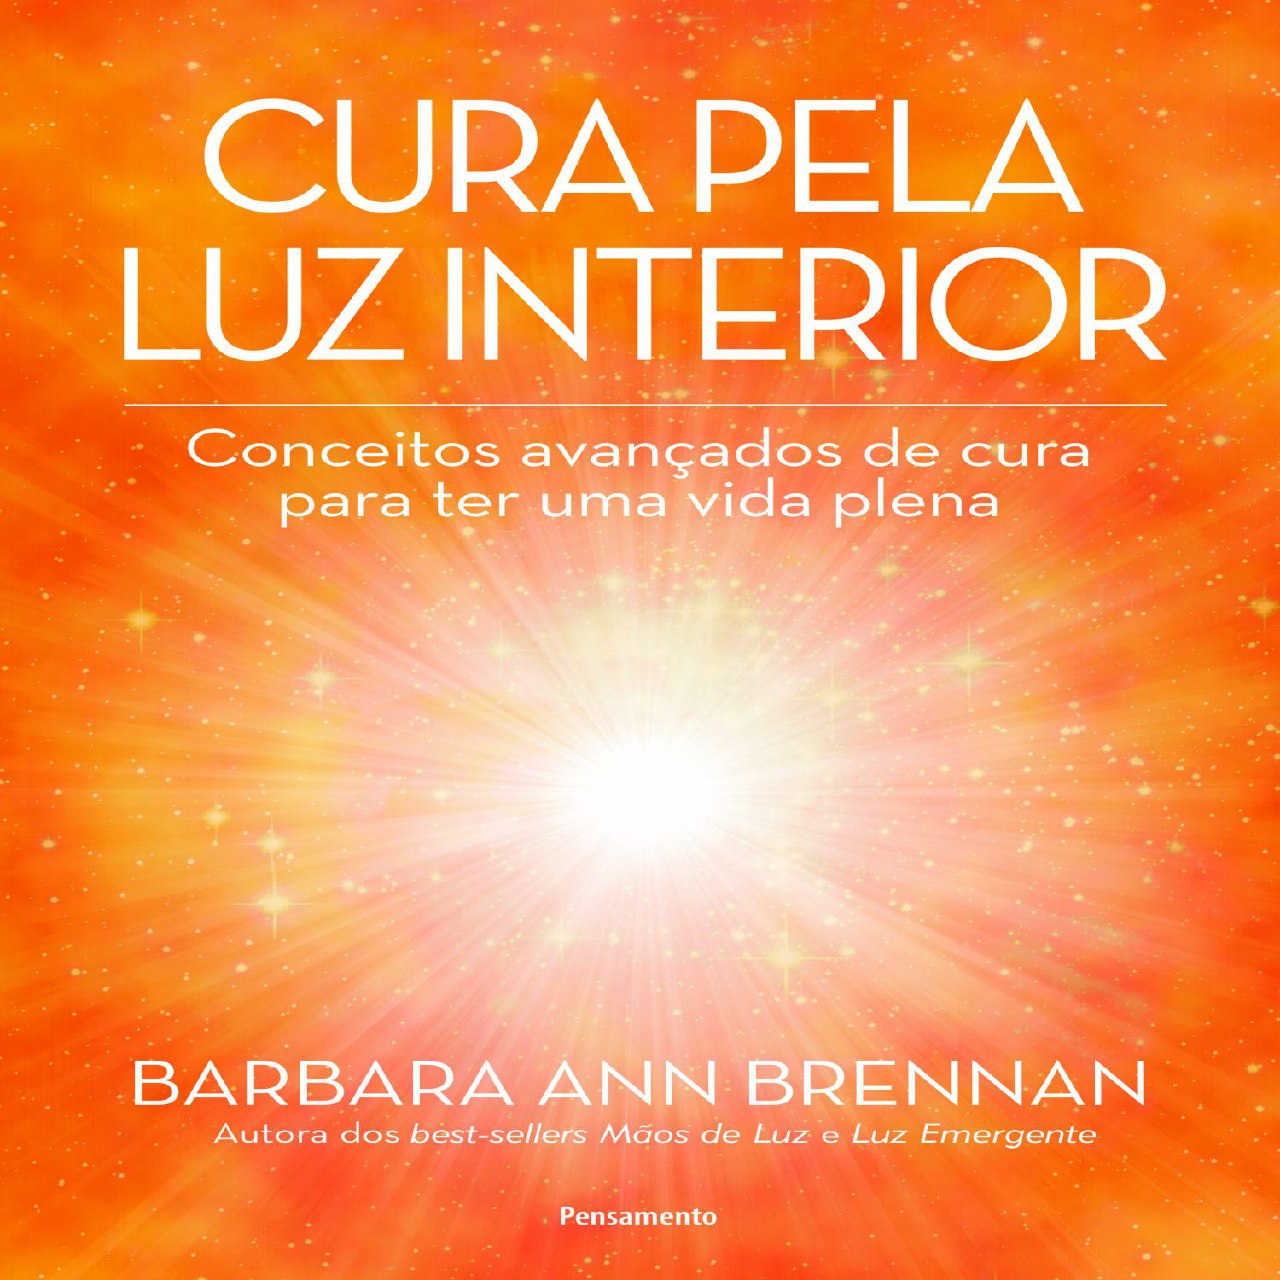 CURA PELA
LUZ INTERIOR
Conceitos avançados de cura
para ter uma vida plena
BARBARA ANN BRENNAN
Autora dos best-sellers Mãos de Luz e Luz Emergente
Pensamento